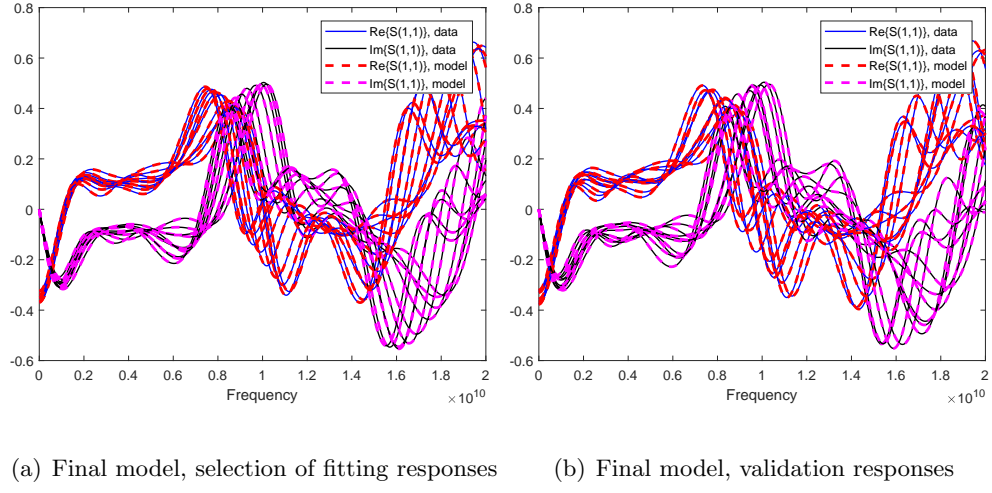 0.8
0.6
0.4
0.2
0
-0.2
-0.4
-0.6
0 0.2 0.4 0.6 0.8 1 1.2 1.4 1.6 1.8 2
Frequency
×10^10
Re{S(1,1)}, data
Im{S(1,1)}, data
Re{S(1,1)}, model
Im{S(1,1)}, model
(a) Final model, selection of fitting responses
0.8
0.6
0.4
0.2
0
-0.2
-0.4
-0.6
0 0.2 0.4 0.6 0.8 1 1.2 1.4 1.6 1.8 2
Frequency
×10^10
Re{S(1,1)}, data
Im{S(1,1)}, data
Re{S(1,1)}, model
Im{S(1,1)}, model
(b) Final model, validation responses